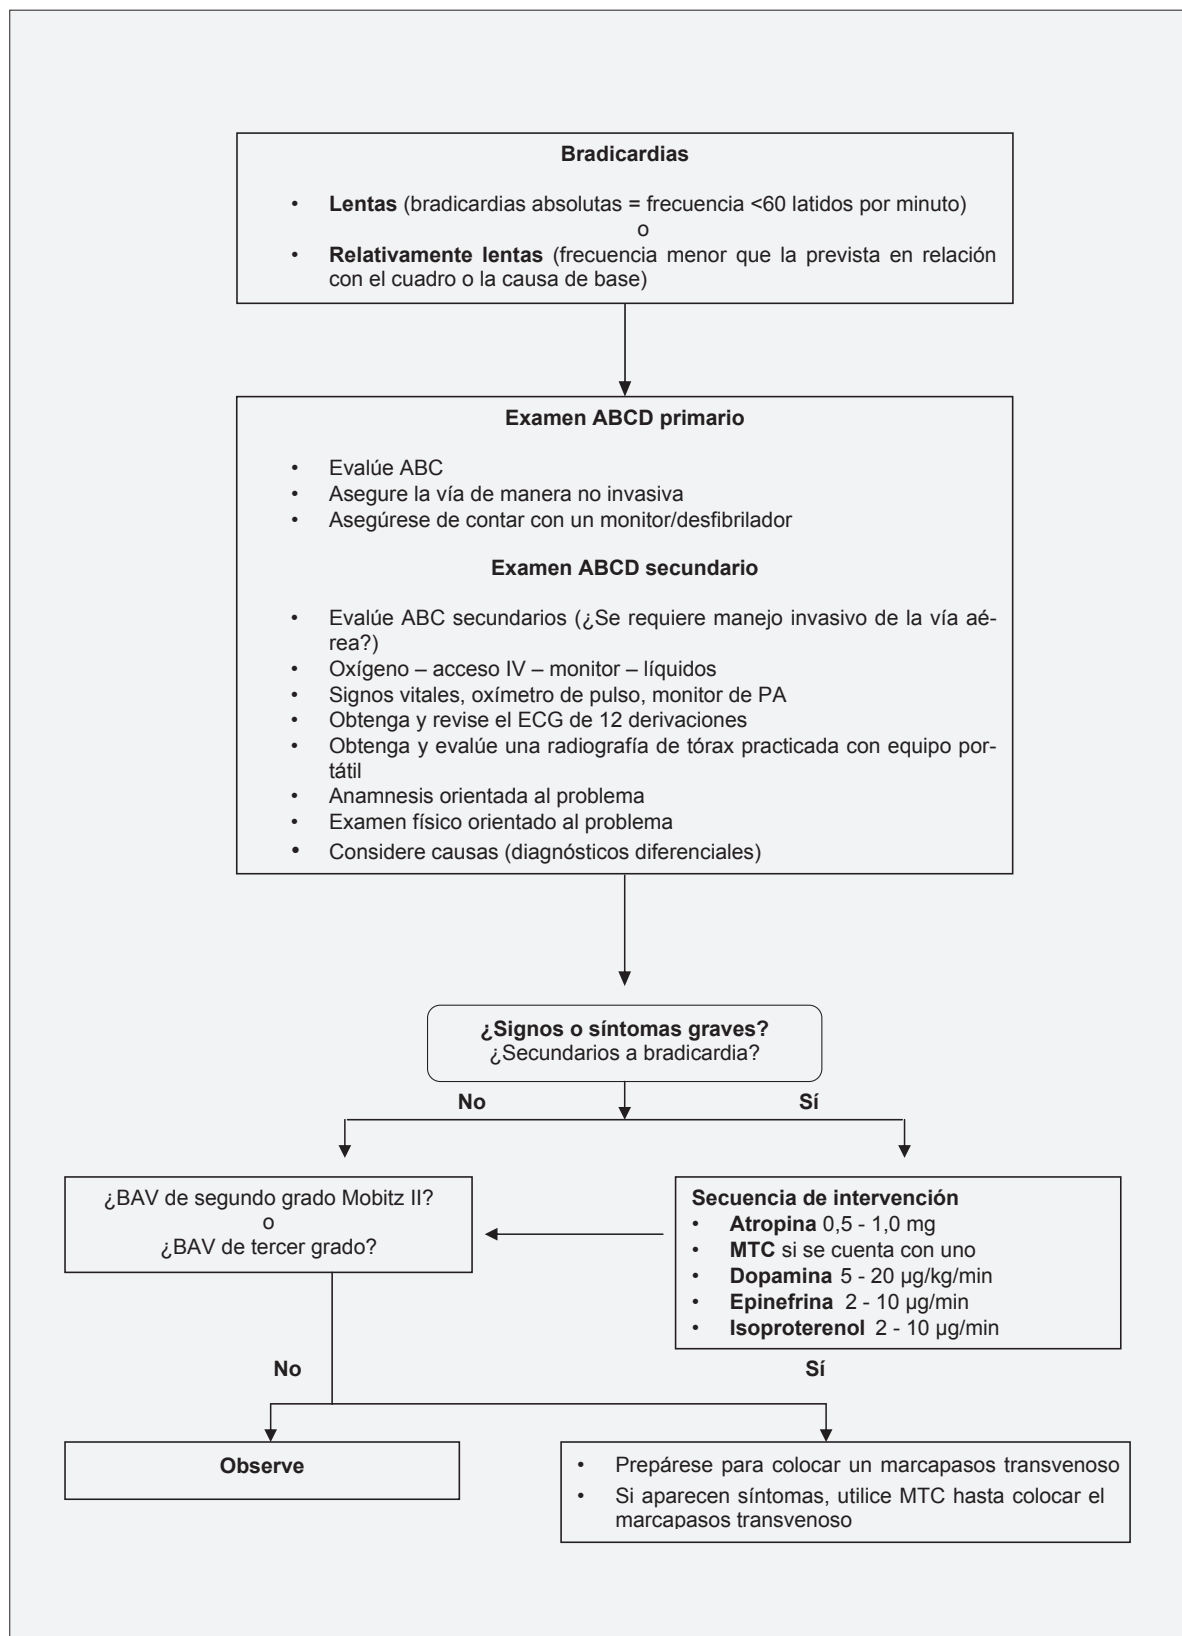 Bradicardias
• Lentas (bradicardias absolutas = frecuencia <60 latidos por minuto)
o
• Relativamente lentas (frecuencia menor que la prevista en relación
con el cuadro o la causa de base)
Examen ABCD primario
• Evalúe ABC
• Asegure la vía de manera no invasiva
• Asegúrese de contar con un monitor/desfibrilador
Examen ABCD secundario
• Evalúe ABC secundarios (¿Se requiere manejo invasivo de la vía aé-
rea?)
• Oxígeno – acceso IV – monitor – líquidos
• Signos vitales, oxímetro de pulso, monitor de PA
• Obtenga y revise el ECG de 12 derivaciones
• Obtenga y evalúe una radiografía de tórax practicada con equipo por-
tátil
• Anamnesis orientada al problema
• Examen físico orientado al problema
• Considere causas (diagnósticos diferenciales)
¿Signos o síntomas graves?
¿Secundarios a bradicardia?
No
Sí
¿BAV de segundo grado Mobitz II?
o
¿BAV de tercer grado?
Secuencia de intervención
• Atropina 0,5 - 1,0 mg
• MTC si se cuenta con uno
• Dopamina 5 - 20 µg/kg/min
• Epinefrina 2 - 10 µg/min
• Isoproterenol 2 - 10 µg/min
No
Sí
Observe
• Prepárese para colocar un marcapasos transvenoso
• Si aparecen síntomas, utilice MTC hasta colocar el
marcapasos transvenoso